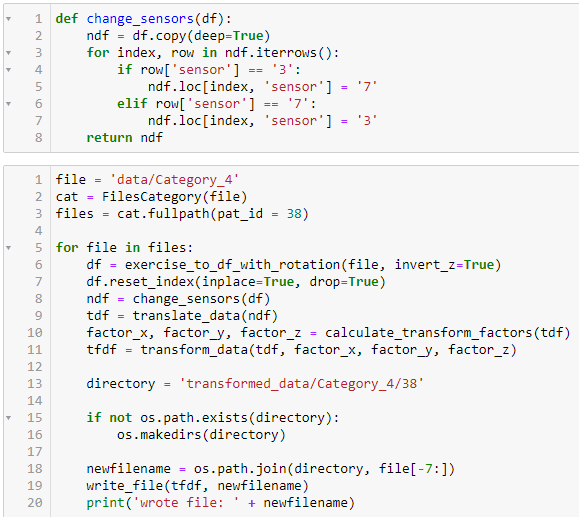 1 def change_sensors(df):
2     ndf = df.copy(deep=True)
3     for index, row in ndf.iterrows():
4         if row['sensor'] == '3':
5             ndf.loc[index, 'sensor'] = '7'
6         elif row['sensor'] == '7':
7             ndf.loc[index, 'sensor'] = '3'
8     return ndf
1 file = 'data/Category_4'
2 cat = FilesCategory(file)
3 files = cat.fullpath(pat_id = 38)
4
5 for file in files:
6     df = exercise_to_df_with_rotation(file, invert_z=True)
7     df.reset_index(inplace=True, drop=True)
8     ndf = change_sensors(df)
9     tdf = translate_data(ndf)
10     factor_x, factor_y, factor_z = calculate_transform_factors(tdf)
11     tfdf = transform_data(tdf, factor_x, factor_y, factor_z)
12
13     directory = 'transformed_data/Category_4/38'
14
15     if not os.path.exists(directory):
16         os.makedirs(directory)
17
18     newfilename = os.path.join(directory, file[-7:])
19     write_file(tfdf, newfilename)
20     print('wrote file: ' + newfilename)